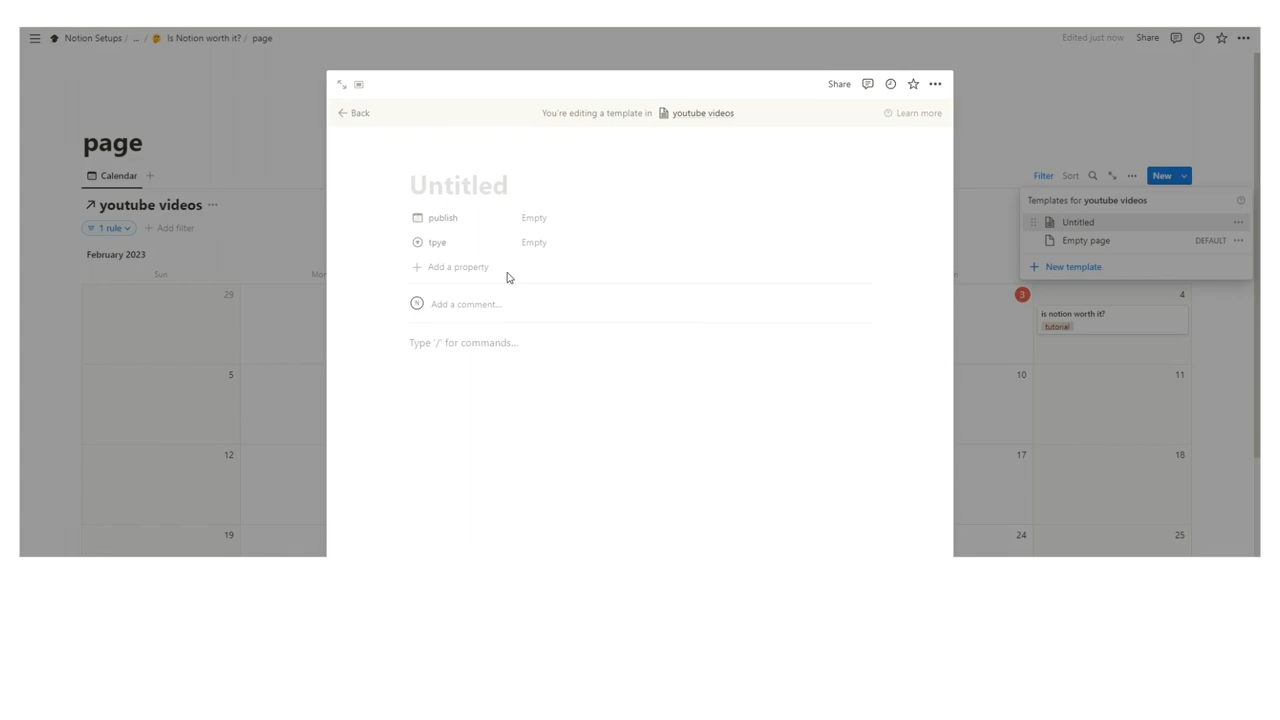 Notion Setups / ... / Is Notion worth it? / page
Edited just now Share
Share
Back
You're editing a template in youtube videos
Learn more
page
Calendar
Filter Sort New
youtube videos ...
1 rule
Add filter
Templates for youtube videos
Untitled
Empty page DEFAULT
New template
Untitled
publish Empty
tpye Empty
Add a property
N Add a comment...
Type '/' for commands...
February 2023
Sun Mo n
29 3 4
is notion worth it?
tutorial
5 10 11
12 17 18
19 24 25